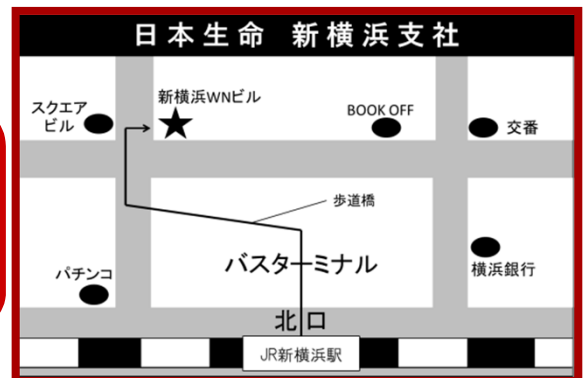 日本生命 新横浜支社
スクエア
ビル
新横浜WNビル
BOOK OFF
交番
歩道橋
バスターミナル
横浜銀行
パチンコ
北口
JR新横浜駅